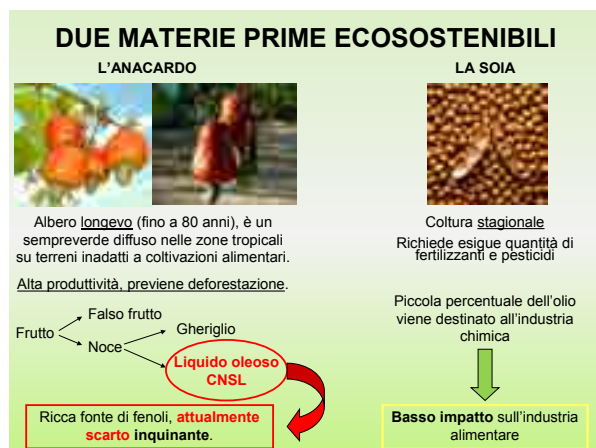 DUE MATERIE PRIME ECOSOSTENIBILI
L'ANACARDO
Albero longevo (fino a 80 anni), è un
sempreverde diffuso nelle zone tropicali
su terreni inadatti a coltivazioni alimentari.
Alta produttività, previene deforestazione.
Frutto
Falso frutto
Noce
Gheriglio
Liquido oleoso
CNSL
Ricca fonte di fenoli, attualmente
scarto inquinante.
LA SOIA
Coltura stagionale
Richiede esigue quantità di
fertilizzanti e pesticidi
Piccola percentuale dell'olio
viene destinato all'industria
chimica
Basso impatto sull'industria
alimentare